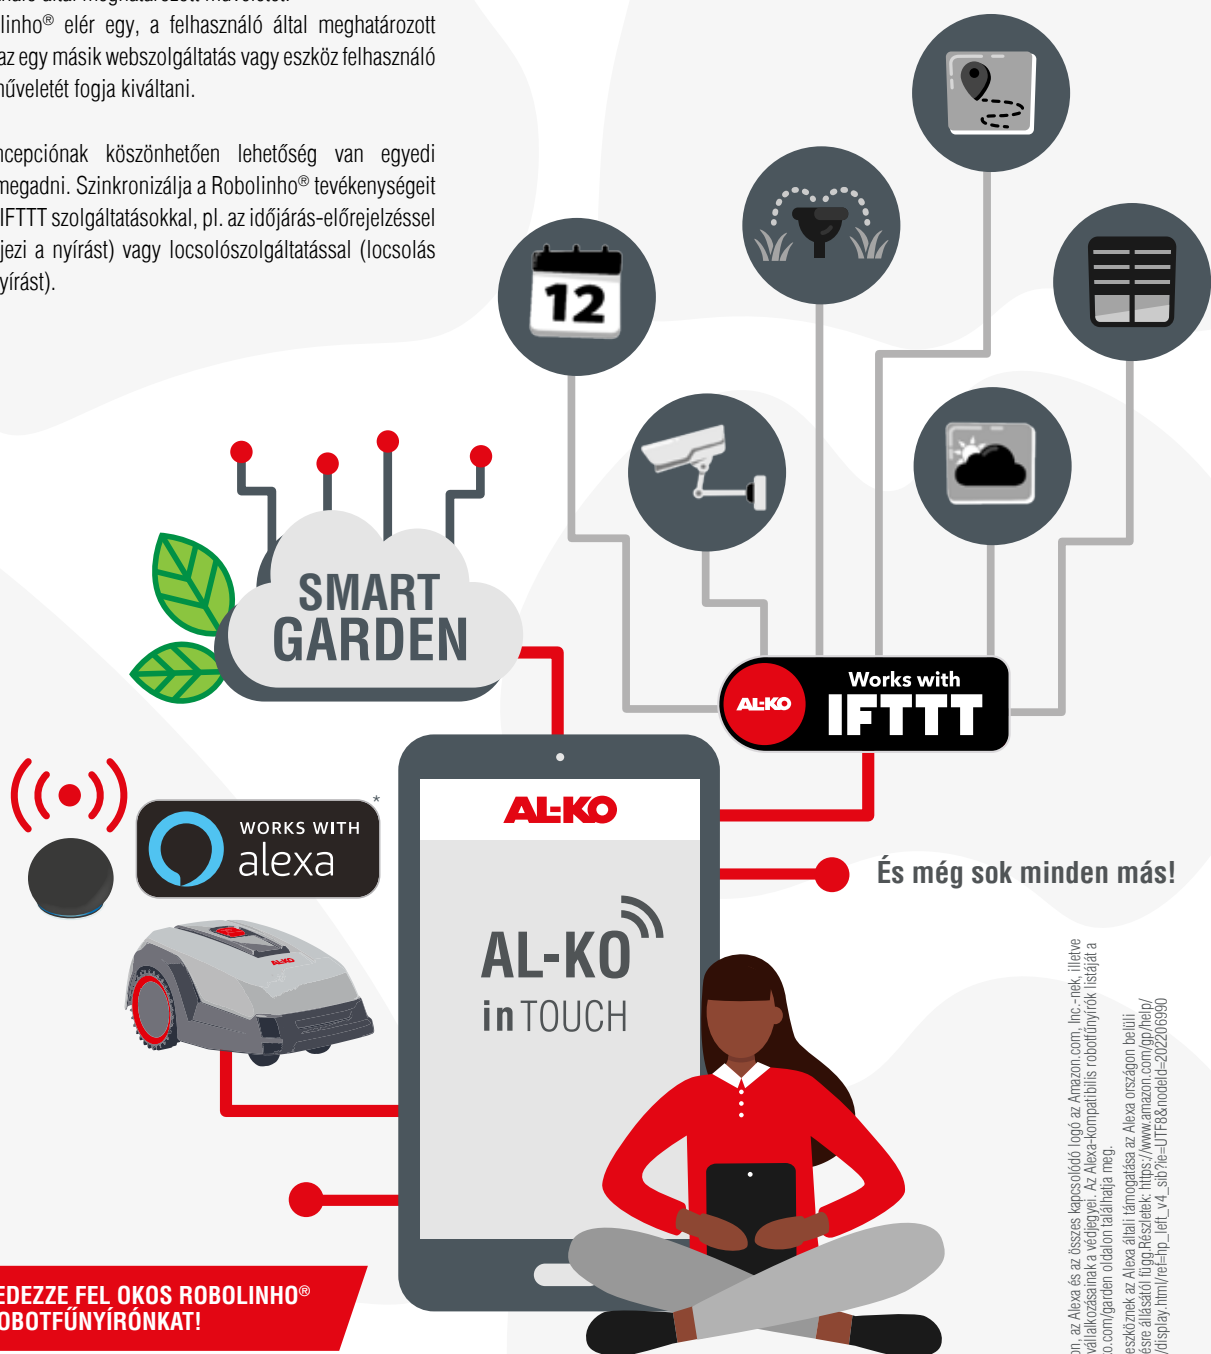 linho® elér egy, a felhasználó által meghatározott
az egy másik webszolgáltatás vagy eszköz felhasználó
műveletét fogja kiváltani.
ncepciónak köszönhetően lehetőség van egyedi
megadni. Szinkronizálja a Robolinho® tevékenységeit
IFTTT szolgáltatásokkal, pl. az időjárás-előrejelzéssel
jezi a nyírást) vagy locsolószolgáltatással (locsolás
yírást).
12
SMART
GARDEN
AL-KO
Works with
IFTTT
WORKS WITH
alexa
*
AL-KO
És még sok minden más!
AL-KO
inTOUCH
AL-KO
EDEZZE FEL OKOS ROBOLINHO®
OBOTFŰNYÍRÓNKAT!
on, az Alexa és az összes kapcsolódó logó az Amazon.com, Inc.-nek, illetve
vállalkozásainak a védjegyei. Az Alexa-kompatibilis robotfűnyírók listáját a
o.com/garden oldalon találhatja meg.
eszköznek az Alexa általi támogatása az Alexa országon belüli
ésre állásától függ.Részletek: https://www.amazon.com/gp/help/
/display.html/ref=hp_left_v4_sib?ie=UTF8&nodeId=202206990